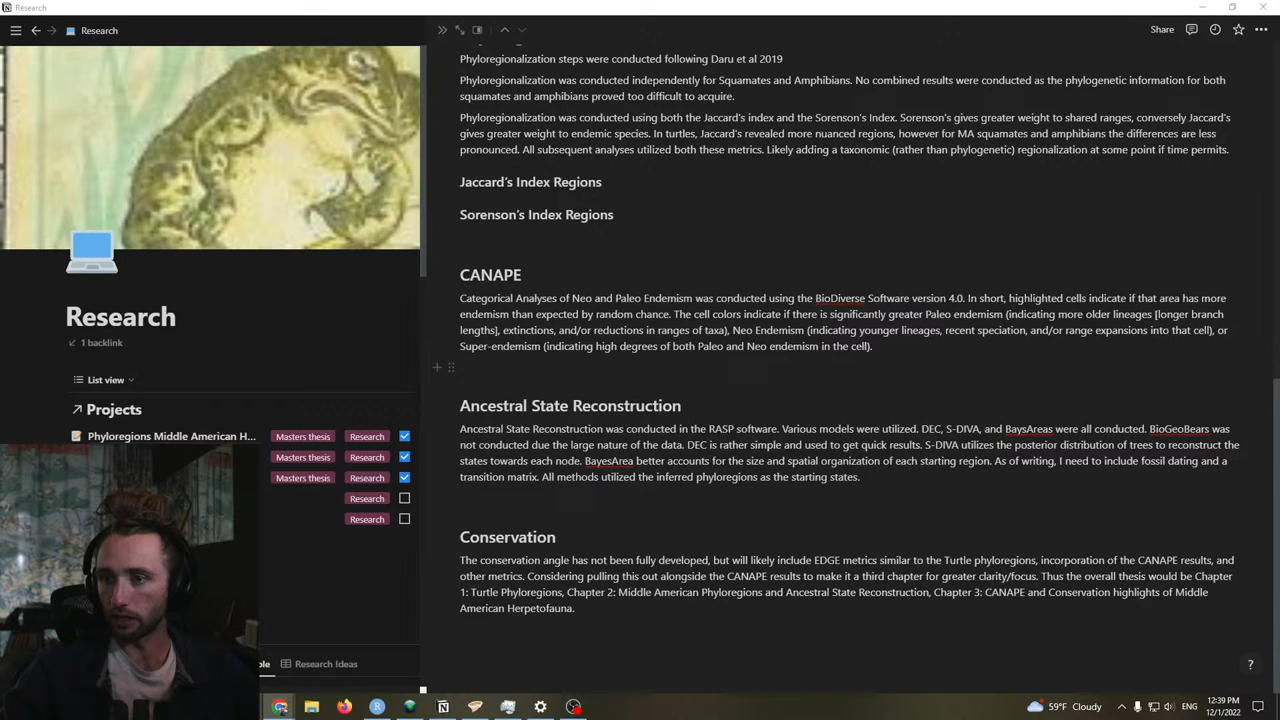 Research
Research
Share
Phyloregionalization steps were conducted following Daru et al 2019
Phyloregionalization was conducted independently for Squamates and Amphibians. No combined results were conducted as the phylogenetic information for both
squamates and amphibians proved too difficult to acquire.
Phyloregionalization was conducted using both the Jaccard's index and the Sorenson's Index. Sorenson's gives greater weight to shared ranges, conversely Jaccard's
gives greater weight to endemic species. In turtles, Jaccard's revealed more nuanced regions, however for MA squamates and amphibians the differences are less
pronounced. All subsequent analyses utilized both these metrics. Likely adding a taxonomic (rather than phylogenetic) regionalization at some point if time permits.
Jaccard's Index Regions
Sorenson's Index Regions
CANAPE
Categorical Analyses of Neo and Paleo Endemism was conducted using the BioDiverse Software version 4.0. In short, highlighted cells indicate if that area has more
endemism than expected by random chance. The cell colors indicate if there is significantly greater Paleo endemism (indicating more older lineages [longer branch
lengths], extinctions, and/or reductions in ranges of taxa), Neo Endemism (indicating younger lineages, recent speciation, and/or range expansions into that cell), or
Super-endemism (indicating high degrees of both Paleo and Neo endemism in the cell).
Ancestral State Reconstruction
Ancestral State Reconstruction was conducted in the RASP software. Various models were utilized. DEC, S-DIVA, and BaysAreas were all conducted. BioGeoBears was
not conducted due the large nature of the data. DEC is rather simple and used to get quick results. S-DIVA utilizes the posterior distribution of trees to reconstruct the
states towards each node. BayesArea better accounts for the size and spatial organization of each starting region. As of writing, I need to include fossil dating and a
transition matrix. All methods utilized the inferred phyloregions as the starting states.
Conservation
The conservation angle has not been fully developed, but will likely include EDGE metrics similar to the Turtle phyloregions, incorporation of the CANAPE results, and
other metrics. Considering pulling this out alongside the CANAPE results to make it a third chapter for greater clarity/focus. Thus the overall thesis would be Chapter
1: Turtle Phyloregions, Chapter 2: Middle American Phyloregions and Ancestral State Reconstruction, Chapter 3: CANAPE and Conservation highlights of Middle
American Herpetofauna.
Research
1 backlink
List view
Projects
Phyloregions Middle American H... Masters thesis Research
Masters thesis Research
Masters thesis Research
Research
Research
ble Research Ideas
?
59°F Cloudy
ENG
12:39 PM
12/1/2022